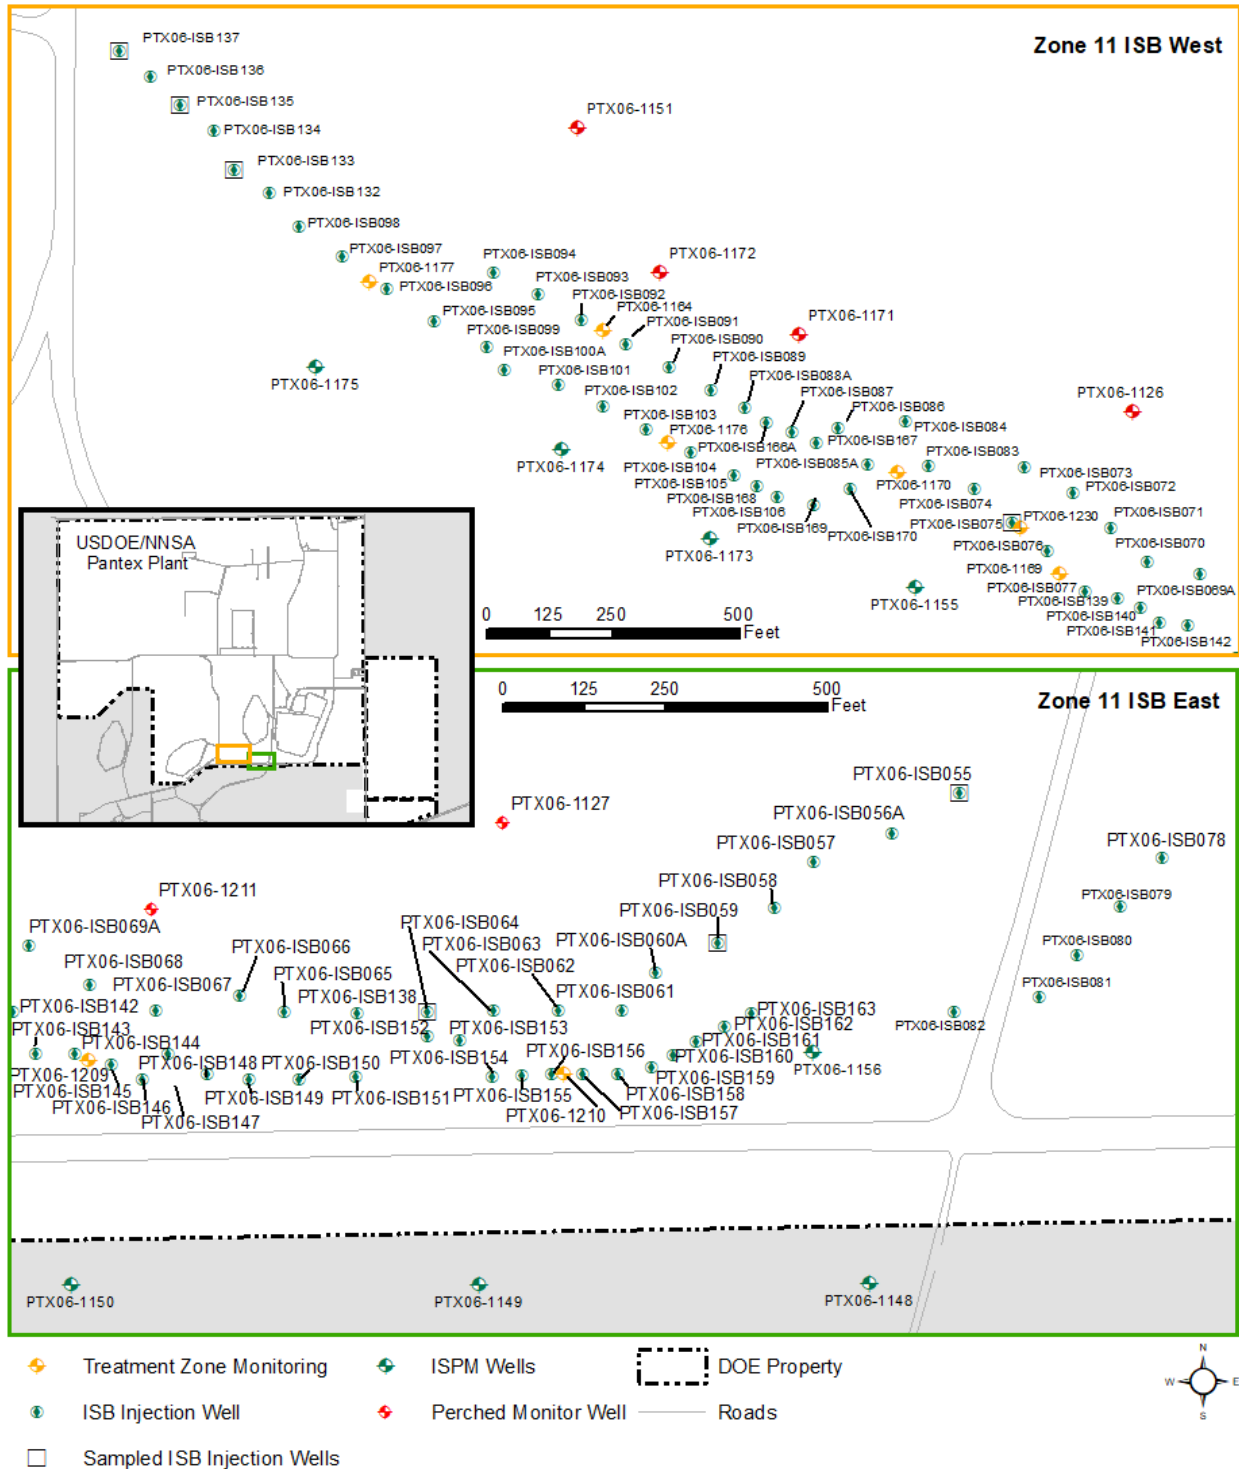 Zone 11 ISB West
PTX06-ISB137
PTX06-ISB136
PTX06-ISB135
PTX06-ISB134
PTX06-1151
PTX06-ISB133
PTX06-ISB132
PTX06-ISB098
PTX06-ISB097
PTX06-ISB094
PTX06-1172
PTX06-1177
PTX06-ISB093
PTX06-ISB096
PTX06-ISB092
PTX06-1164
PTX06-ISB095
PTX06-1171
PTX06-ISB091
PTX06-ISB099
PTX06-ISB090
PTX06-ISB100A
PTX06-ISB089
PTX06-ISB101
PTX06-ISB088A
PTX06-1175
PTX06-ISB102
PTX06-ISB087
PTX06-1126
PTX06-ISB086
PTX06-ISB103
PTX06-ISB084
PTX06-1176
PTX06-ISB167
PTX06-ISB166A
PTX06-ISB083
PTX06-1174
PTX06-ISB104
PTX06-ISB085A
PTX06-ISB073
PTX06-ISB105
PTX06-1170
PTX06-ISB072
PTX06-ISB168
PTX06-ISB074
PTX06-ISB106
PTX06-ISB071
PTX06-1230
PTX06-ISB169
PTX06-ISB075
PTX06-ISB170
PTX06-ISB070
PTX06-1173
PTX06-ISB076
PTX06-1169
PTX06-ISB077
PTX06-ISB069A
PTX06-1155
PTX06-ISB139
PTX06-ISB140
PTX06-ISB141
PTX06-ISB142
0 125 250 500
Feet
USDOE/NNSA
Pantex Plant
0 125 250 500
Feet
Zone 11 ISB East
PTX06-ISB055
PTX06-1127
PTX06-ISB056A
PTX06-ISB057
PTX06-ISB078
PTX06-ISB058
PTX06-1211
PTX06-ISB079
PTX06-ISB059
PTX06-ISB069A
PTX06-ISB064
PTX06-ISB066
PTX06-ISB063
PTX06-ISB060A
PTX06-ISB080
PTX06-ISB068
PTX06-ISB065
PTX06-ISB062
PTX06-ISB067
PTX06-ISB081
PTX06-ISB138
PTX06-ISB061
PTX06-ISB142
PTX06-ISB163
PTX06-ISB082
PTX06-ISB143
PTX06-ISB152
PTX06-ISB153
PTX06-ISB162
PTX06-ISB144
PTX06-ISB161
PTX06-ISB156
PTX06-ISB160
PTX06-ISB148
PTX06-ISB150
PTX06-ISB154
PTX06-1156
PTX06-1209
PTX06-ISB159
PTX06-ISB145
PTX06-ISB149
PTX06-ISB151
PTX06-ISB155
PTX06-ISB158
PTX06-ISB146
PTX06-1210
PTX06-ISB157
PTX06-ISB147
PTX06-1150
PTX06-1149
PTX06-1148
Treatment Zone Monitoring
ISPM Wells
DOE Property
ISB Injection Well
Perched Monitor Well
Roads
Sampled ISB Injection Wells
N
W
E
S